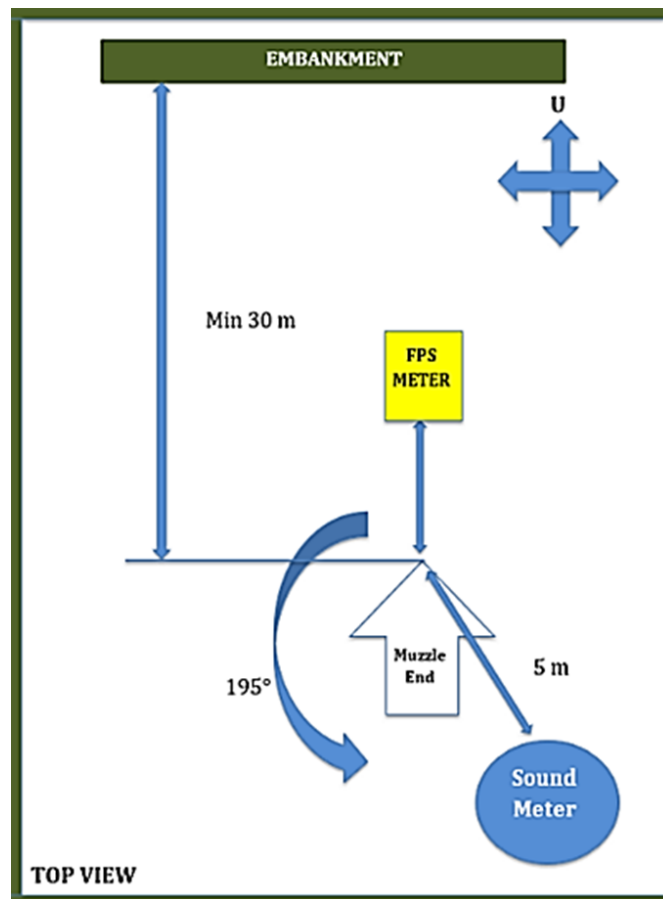 EMBANKMENT
U
Min 30 m
FPS
METER
Muzzle
End
195°
5 m
Sound
Meter
TOP VIEW